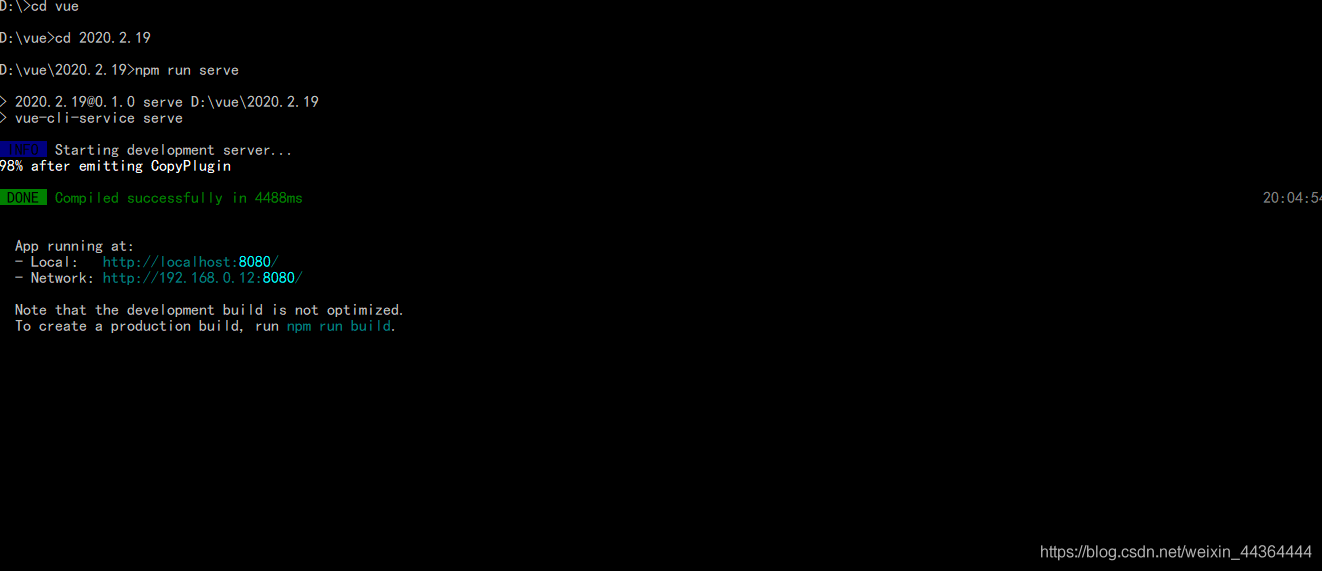 D:\>cd vue
D:\vue>cd 2020.2.19
D:\vue\2020.2.19>npm run serve
> 2020.2.19@0.1.0 serve D:\vue\2020.2.19
> vue-cli-service serve
INFO Starting development server...
98% after emitting CopyPlugin
DONE Compiled successfully in 4488ms 20:04:54
App running at:
- Local: http://localhost:8080/
- Network: http://192.168.0.12:8080/
Note that the development build is not optimized.
To create a production build, run npm run build.
https://blog.csdn.net/weixin_44364444